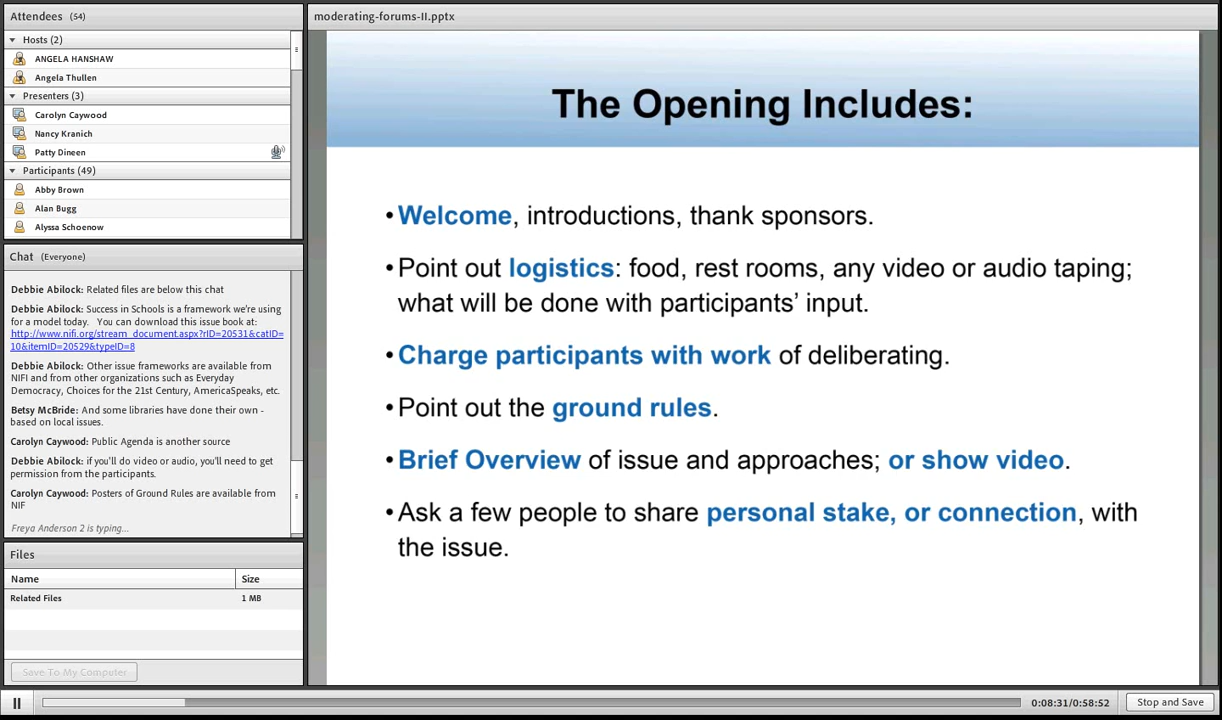 Attendees (54)
Hosts (2)
ANGELA HANSHAW
Angela Thullen
Presenters (3)
Carolyn Caywood
Nancy Kranich
Patty Dineen
Participants (49)
Abby Brown
Alan Bugg
Alyssa Schoenow
Chat (Everyone)
Debbie Abilock: Related files are below this chat
Debbie Abilock: Success in Schools is a framework we're using
for a model today. You can download this issue book at:
http://www.nifi.org/stream_document.aspx?rID=20531&catID=
10&itemID=20529&typeID=8
Debbie Abilock: Other issue frameworks are available from
NIFI and from other organizations such as Everyday
Democracy, Choices for the 21st Century, AmericaSpeaks, etc.
Betsy McBride: And some libraries have done their own -
based on local issues.
Carolyn Caywood: Public Agenda is another source
Debbie Abilock: if you'll do video or audio, you'll need to get
permission from the participants.
Carolyn Caywood: Posters of Ground Rules are available from
NIF
Freya Anderson 2 is typing...
Files
Name Size
Related Files 1 MB
Save To My Computer
moderating-forums-II.pptx
The Opening Includes:
•Welcome, introductions, thank sponsors.
•Point out logistics: food, rest rooms, any video or audio taping;
what will be done with participants’ input.
•Charge participants with work of deliberating.
•Point out the ground rules.
•Brief Overview of issue and approaches; or show video.
•Ask a few people to share personal stake, or connection, with
the issue.
0:08:31/0:58:52
Stop and Save